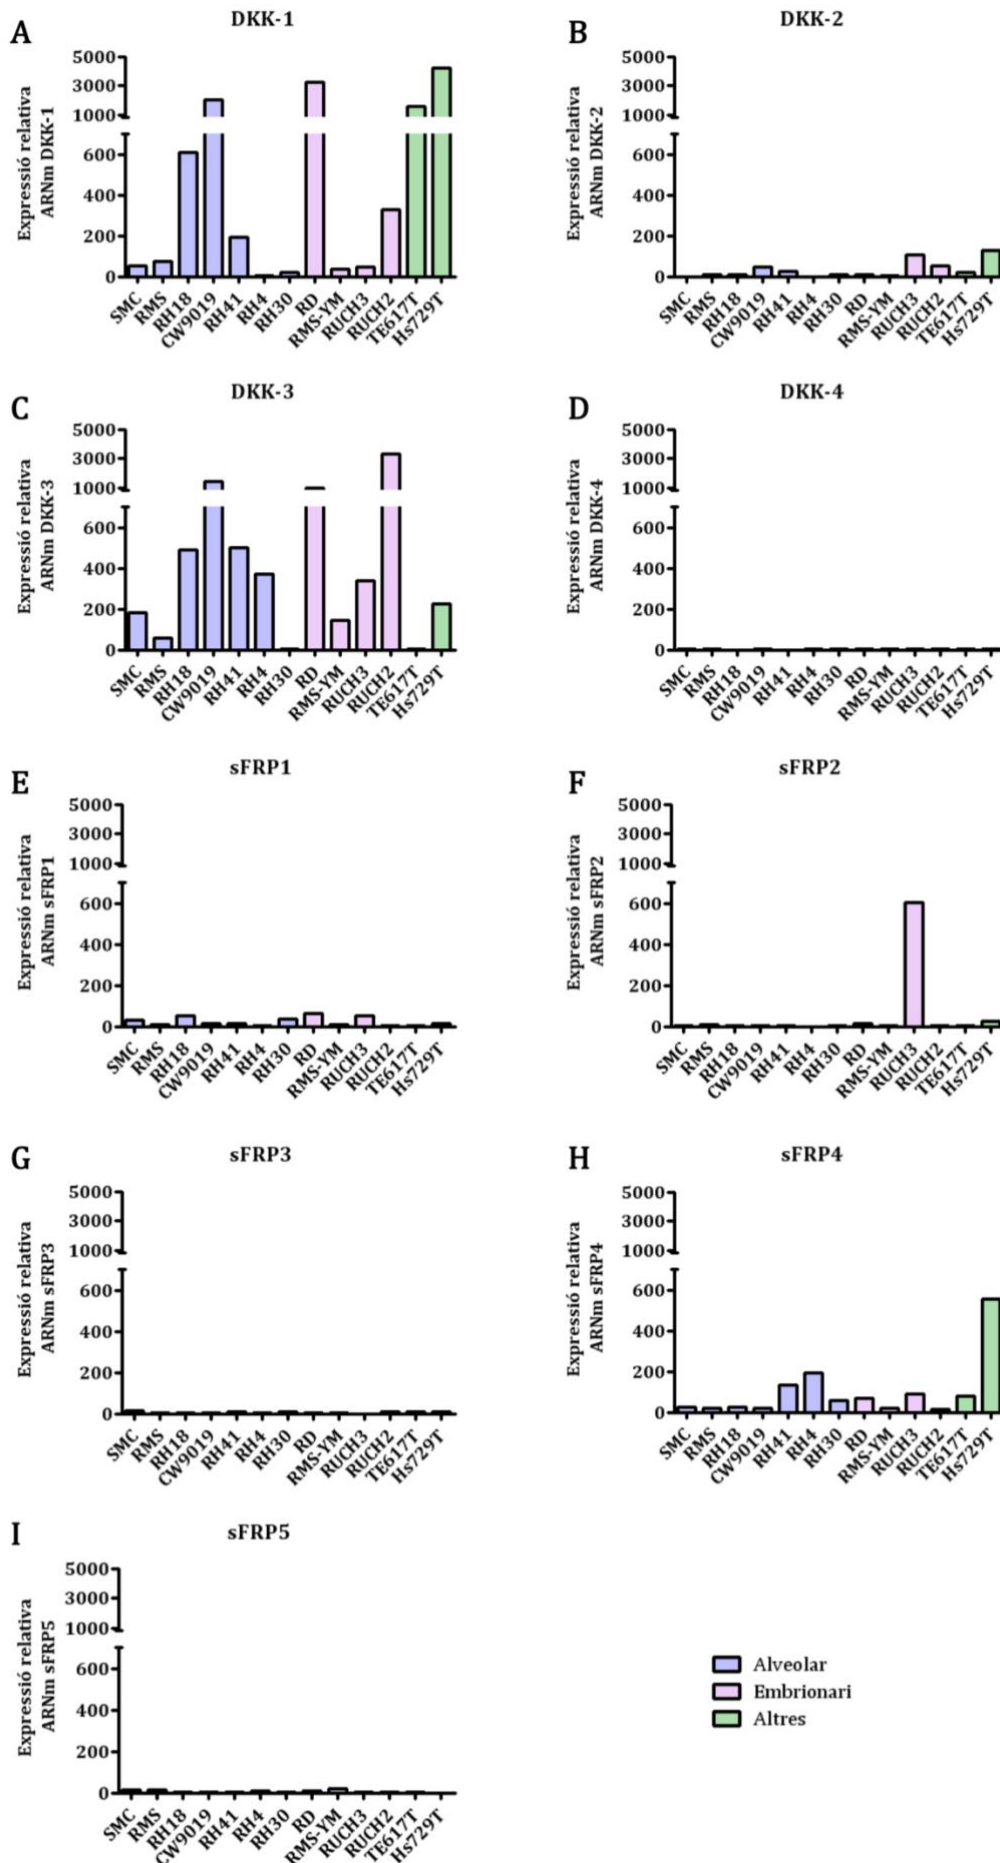 A
DKK-1
Expressió relativa
ARNm DKK-1
5000
3000
1000
600
400
200
0
SMC
RMS
RH18
CW9019
RH41
RH4
RH30
RD
RMS-YM
RUCH3
RUCH2
TE617T
Hs729T
B
DKK-2
Expressió relativa
ARNm DKK-2
5000
3000
1000
600
400
200
0
SMC
RMS
RH18
CW9019
RH41
RH4
RH30
RD
RMS-YM
RUCH3
RUCH2
TE617T
Hs729T
C
DKK-3
Expressió relativa
ARNm DKK-3
5000
3000
1000
600
400
200
0
SMC
RMS
RH18
CW9019
RH41
RH4
RH30
RD
RMS-YM
RUCH3
RUCH2
TE617T
Hs729T
D
DKK-4
Expressió relativa
ARNm DKK-4
5000
3000
1000
600
400
200
0
SMC
RMS
RH18
CW9019
RH41
RH4
RH30
RD
RMS-YM
RUCH3
RUCH2
TE617T
Hs729T
E
sFRP1
Expressió relativa
ARNm sFRP1
5000
3000
1000
600
400
200
0
SMC
RMS
RH18
CW9019
RH41
RH4
RH30
RD
RMS-YM
RUCH3
RUCH2
TE617T
Hs729T
F
sFRP2
Expressió relativa
ARNm sFRP2
5000
3000
1000
600
400
200
0
SMC
RMS
RH18
CW9019
RH41
RH4
RH30
RD
RMS-YM
RUCH3
RUCH2
TE617T
Hs729T
G
sFRP3
Expressió relativa
ARNm sFRP3
5000
3000
1000
600
400
200
0
SMC
RMS
RH18
CW9019
RH41
RH4
RH30
RD
RMS-YM
RUCH3
RUCH2
TE617T
Hs729T
H
sFRP4
Expressió relativa
ARNm sFRP4
5000
3000
1000
600
400
200
0
SMC
RMS
RH18
CW9019
RH41
RH4
RH30
RD
RMS-YM
RUCH3
RUCH2
TE617T
Hs729T
I
sFRP5
Expressió relativa
ARNm sFRP5
5000
3000
1000
600
400
200
0
SMC
RMS
RH18
CW9019
RH41
RH4
RH30
RD
RMS-YM
RUCH3
RUCH2
TE617T
Hs729T
Alveolar
Embrionari
Altres